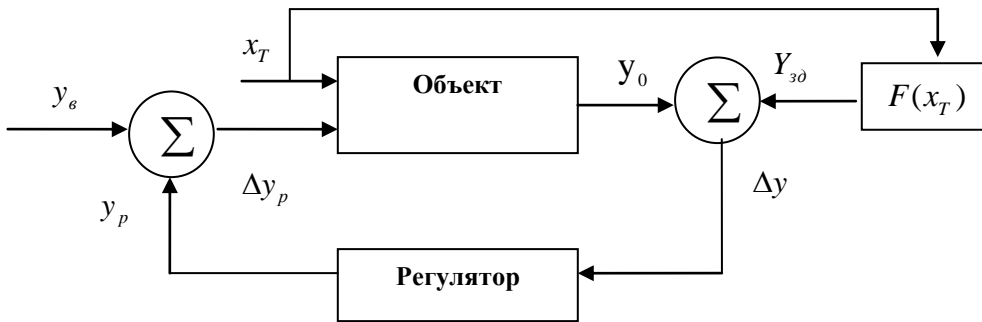 x_T
Объект
y_0
Y_зд
F(x_T)
y_в
Σ
Σ
Δy_p
Δy
y_p
Регулятор